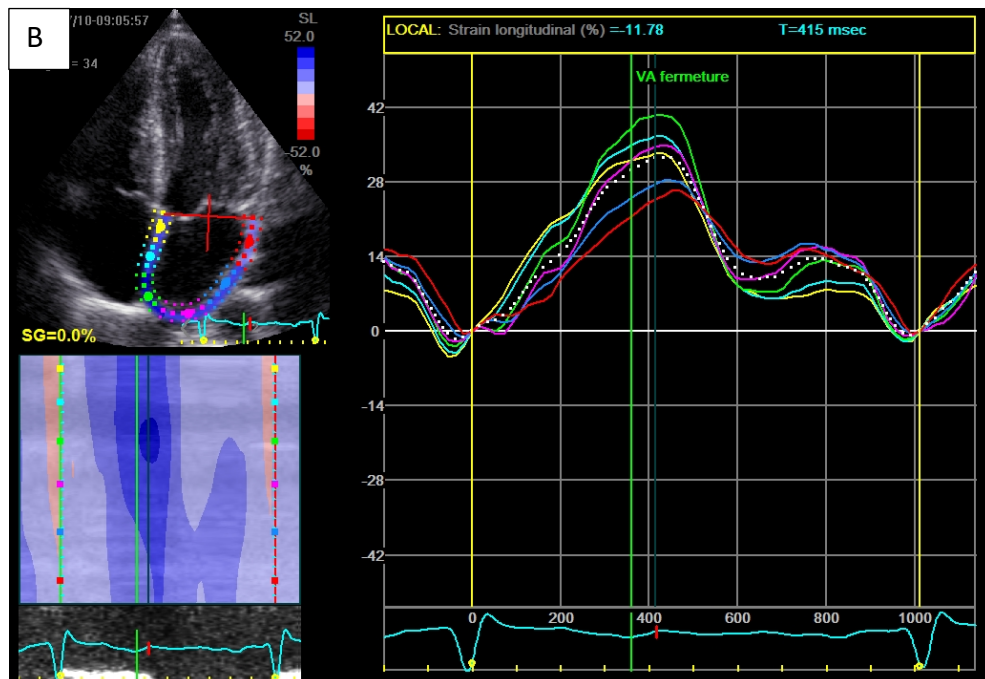 B
7/10-09:05:57
= 34
SL
52.0
-52.0
%
SG=0.0%
LOCAL: Strain longitudinal (%) =-11.78 T=415 msec
VA fermeture
42
28
14
0
-14
-28
-42
0 200 400 600 800 1000